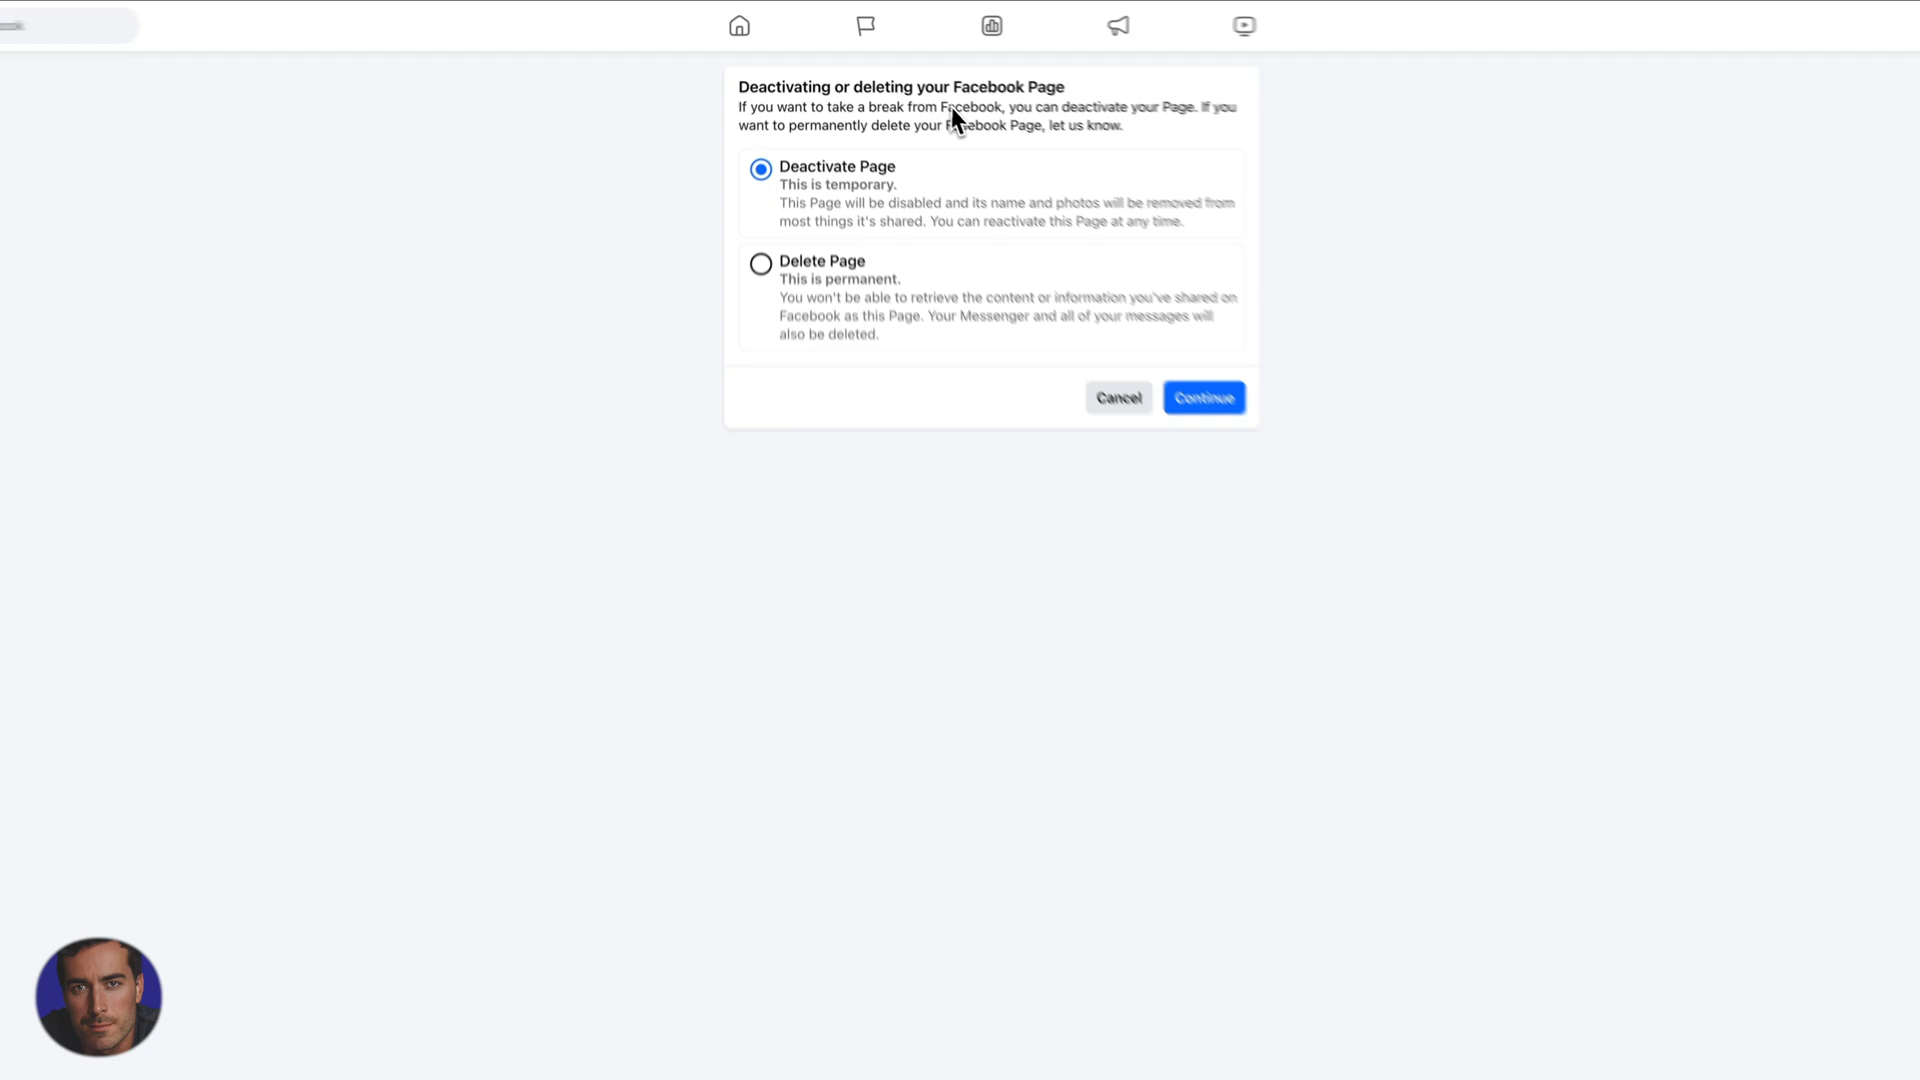 Deactivating or deleting your Facebook Page
If you want to take a break from Facebook, you can deactivate your Page. If you
want to permanently delete your Facebook Page, let us know.
Deactivate Page
This is temporary.
This Page will be disabled and its name and photos will be removed from
most things it's shared. You can reactivate this Page at any time.
Delete Page
This is permanent.
You won't be able to retrieve the content or information you've shared on
Facebook as this Page. Your Messenger and all of your messages will
also be deleted.
Cancel
Continue